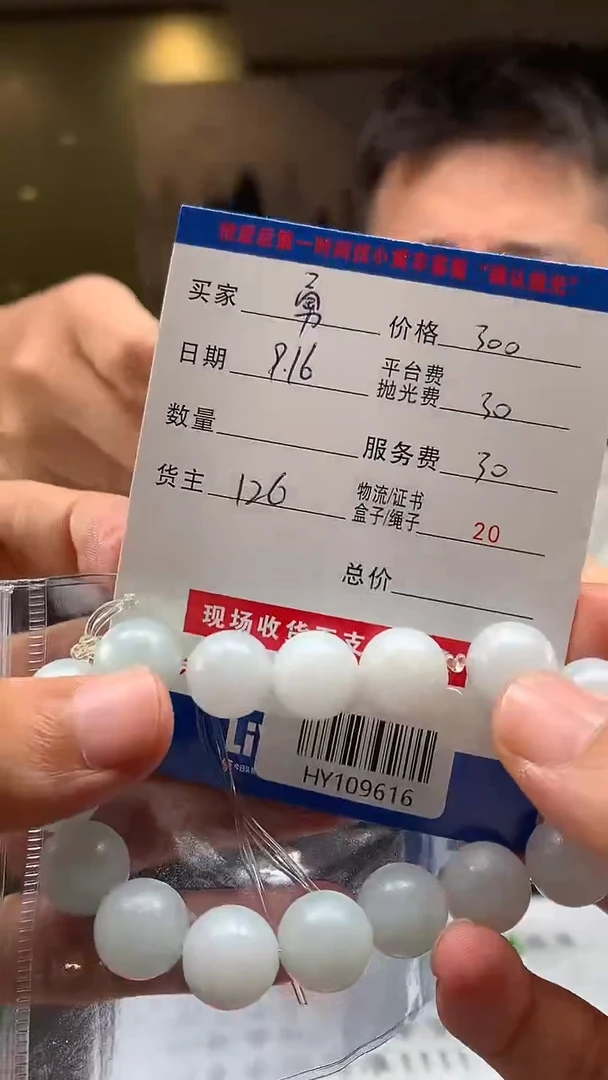 买家 勇 价格 300
日期 9.16 平台费
抛光费 30
数量 服务费 30
货主 126 物流/证书
盒子/绳子 20
总价
现场收货
HY109616